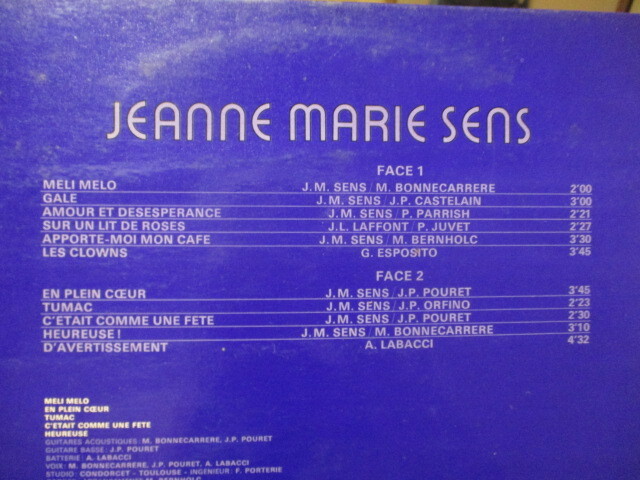 JEANNE MARIE SENS
FACE 1
MELI MELO J.M. SENS / M. BONNECARRERE 2'00
GALE J.M. SENS / J.P. CASTELAIN 3'00
AMOUR ET DESESPERANCE J.M. SENS / P. PARRISH 2'21
SUR UN LIT DE ROSES J.L. LAFFONT / P. JUVET 2'27
APPORTE-MOI MON CAFE J.M. SENS / M. BERNHOLC 3'30
LES CLOWNS G. ESPOSITO 3'45
FACE 2
EN PLEIN CŒUR J.M. SENS / J.P. POURET 3'45
TUMAC J.M. SENS / J.P. ORFINO 2'23
C'ETAIT COMME UNE FETE J.M. SENS / J.P. POURET 2'30
HEUREUSE ! J.M. SENS / M. BONNECARRERE 3'10
D'AVERTISSEMENT A. LABACCI 4'32
MELI MELO
EN PLEIN CŒUR
TUMAC
C'ETAIT COMME UNE FETE
HEUREUSE
GUITARES ACOUSTIQUES : M. BONNECARRERE, J.P. POURET
GUITARE BASSE : J.P. POURET
BATTERIE : A. LABACCI
VOIX : M. BONNECARRERE, J.P. POURET, A. LABACCI
STUDIO : CONDORCET - TOULOUSE - INGENIEUR : F. PORTERIE